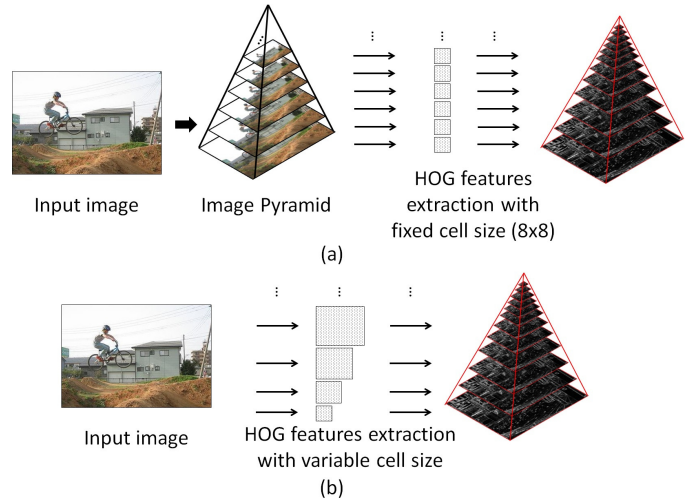 Input image
Image Pyramid
HOG features
extraction with
fixed cell size (8x8)
(a)
Input image
HOG features extraction
with variable cell size
(b)